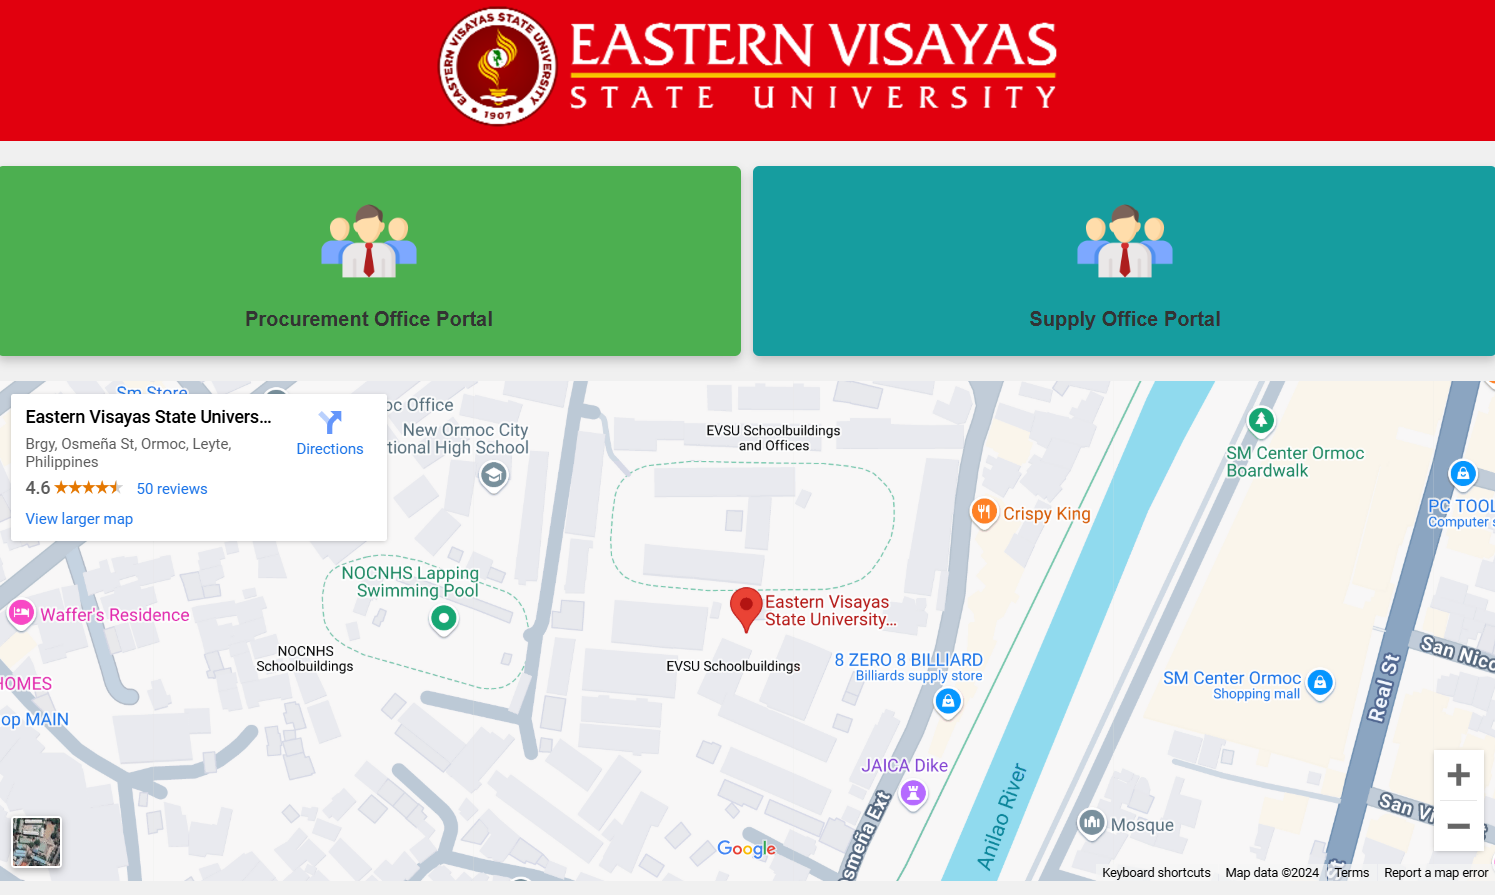 EASTERN VISAYAS STATE UNIVERSITY
1907
EASTERN VISAYAS
STATE UNIVERSITY
Procurement Office Portal
Supply Office Portal
Sm Store
Eastern Visayas State Univers...
Brgy, Osmeña St, Ormoc, Leyte,
Philippines
Directions
4.6
50 reviews
View larger map
oc Office
New Ormoc City
tional High School
EVSU Schoolbuildings
and Offices
SM Center Ormoc
Boardwalk
Crispy King
PC TOOL
Computer s
NOCNHS Lapping
Swimming Pool
Waffer's Residence
Eastern Visayas
State University...
NOCNHS
Schoolbuildings
EVSU Schoolbuildings
8 ZERO 8 BILLIARD
Billiards supply store
San Nico
HOMES
SM Center Ormoc
Shopping mall
Real St
op MAIN
JAICA Dike
smeña Ext
Anilao River
San Vi
Mosque
Google
St
Keyboard shortcuts
Map data ©2024
Terms
Report a map error